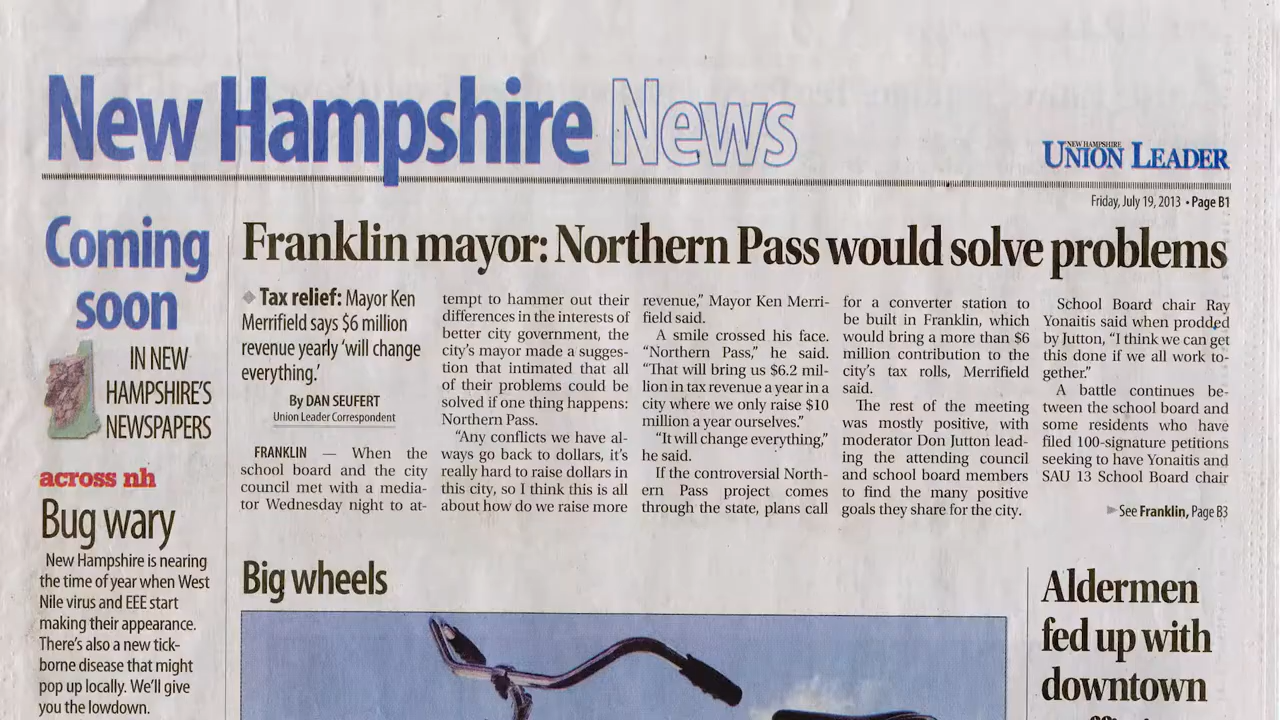 New Hampshire News
NEW HAMPSHIRE
UNION LEADER
Friday, July 19, 2013 • Page B1
Coming
soon
IN NEW
HAMPSHIRE'S
NEWSPAPERS
across nh
Bug wary
New Hampshire is nearing
the time of year when West
Nile virus and EEE start
making their appearance.
There's also a new tick-
borne disease that might
pop up locally. We'll give
you the lowdown.
Franklin mayor: Northern Pass would solve problems
◆ Tax relief: Mayor Ken
Merrifield says $6 million
revenue yearly 'will change
everything.'
By DAN SEUFERT
Union Leader Correspondent
FRANKLIN — When the
school board and the city
council met with a media-
tor Wednesday night to at-
tempt to hammer out their
differences in the interests of
better city government, the
city's mayor made a sugges-
tion that intimated that all
of their problems could be
solved if one thing happens:
Northern Pass.
"Any conflicts we have al-
ways go back to dollars, it's
really hard to raise dollars in
this city, so I think this is all
about how do we raise more
revenue," Mayor Ken Merri-
field said.
A smile crossed his face.
"Northern Pass," he said.
"That will bring us $6.2 mil-
lion in tax revenue a year in a
city where we only raise $10
million a year ourselves."
"It will change everything,"
he said.
If the controversial North-
ern Pass project comes
through the state, plans call
for a converter station to
be built in Franklin, which
would bring a more than $6
million contribution to the
city's tax rolls, Merrifield
said.
The rest of the meeting
was mostly positive, with
moderator Don Jutton lead-
ing the attending council
and school board members
to find the many positive
goals they share for the city.
School Board chair Ray
Yonaitis said when prodded
by Jutton, "I think we can get
this done if we all work to-
gether."
A battle continues be-
tween the school board and
some residents who have
filed 100-signature petitions
seeking to have Yonaitis and
SAU 13 School Board chair
▶ See Franklin, Page B3
Big wheels
Aldermen
fed up with
downtown